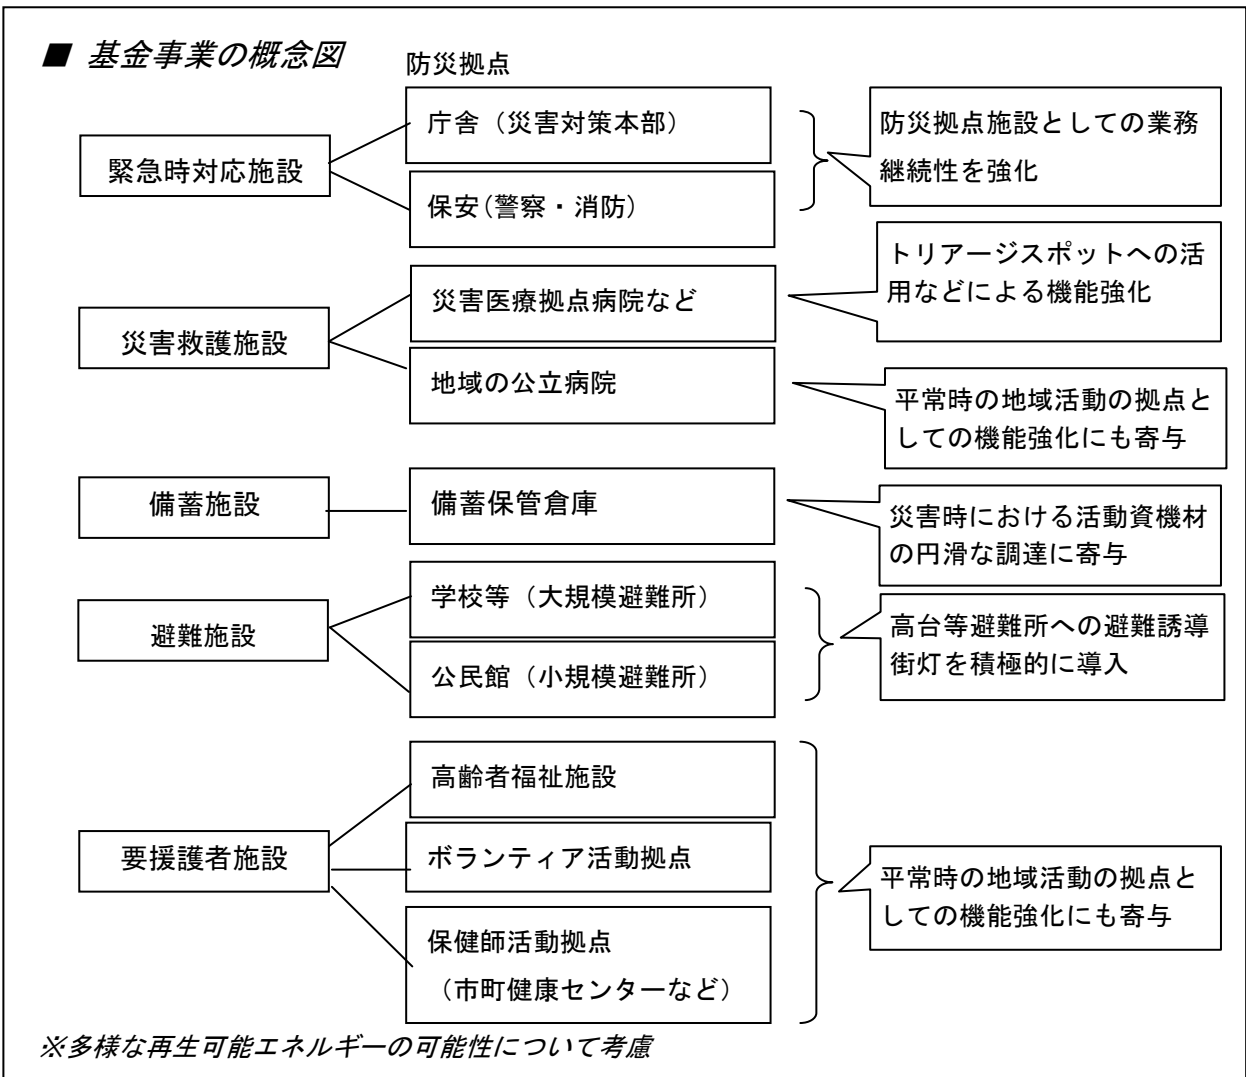 ■ 基金事業の概念図
防災拠点
緊急時対応施設
庁舎（災害対策本部）
保安(警察・消防)
防災拠点施設としての業務
継続性を強化
災害救護施設
災害医療拠点病院など
トリアージスポットへの活
用などによる機能強化
地域の公立病院
平常時の地域活動の拠点と
しての機能強化にも寄与
備蓄施設
備蓄保管倉庫
災害時における活動資機材
の円滑な調達に寄与
避難施設
学校等（大規模避難所）
公民館（小規模避難所）
高台等避難所への避難誘導
街灯を積極的に導入
要援護者施設
高齢者福祉施設
ボランティア活動拠点
保健師活動拠点
（市町健康センターなど）
平常時の地域活動の拠点と
しての機能強化にも寄与
※多様な再生可能エネルギーの可能性について考慮